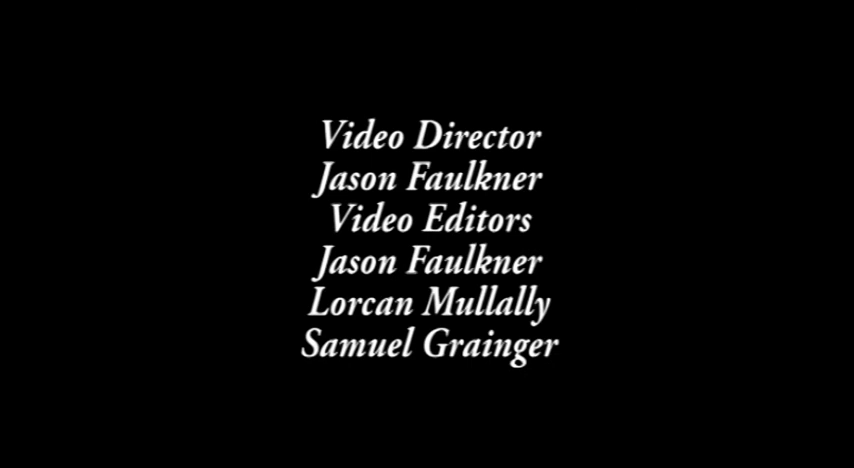 Video Director
Jason Faulkner
Video Editors
Jason Faulkner
Lorcan Mullally
Samuel Grainger